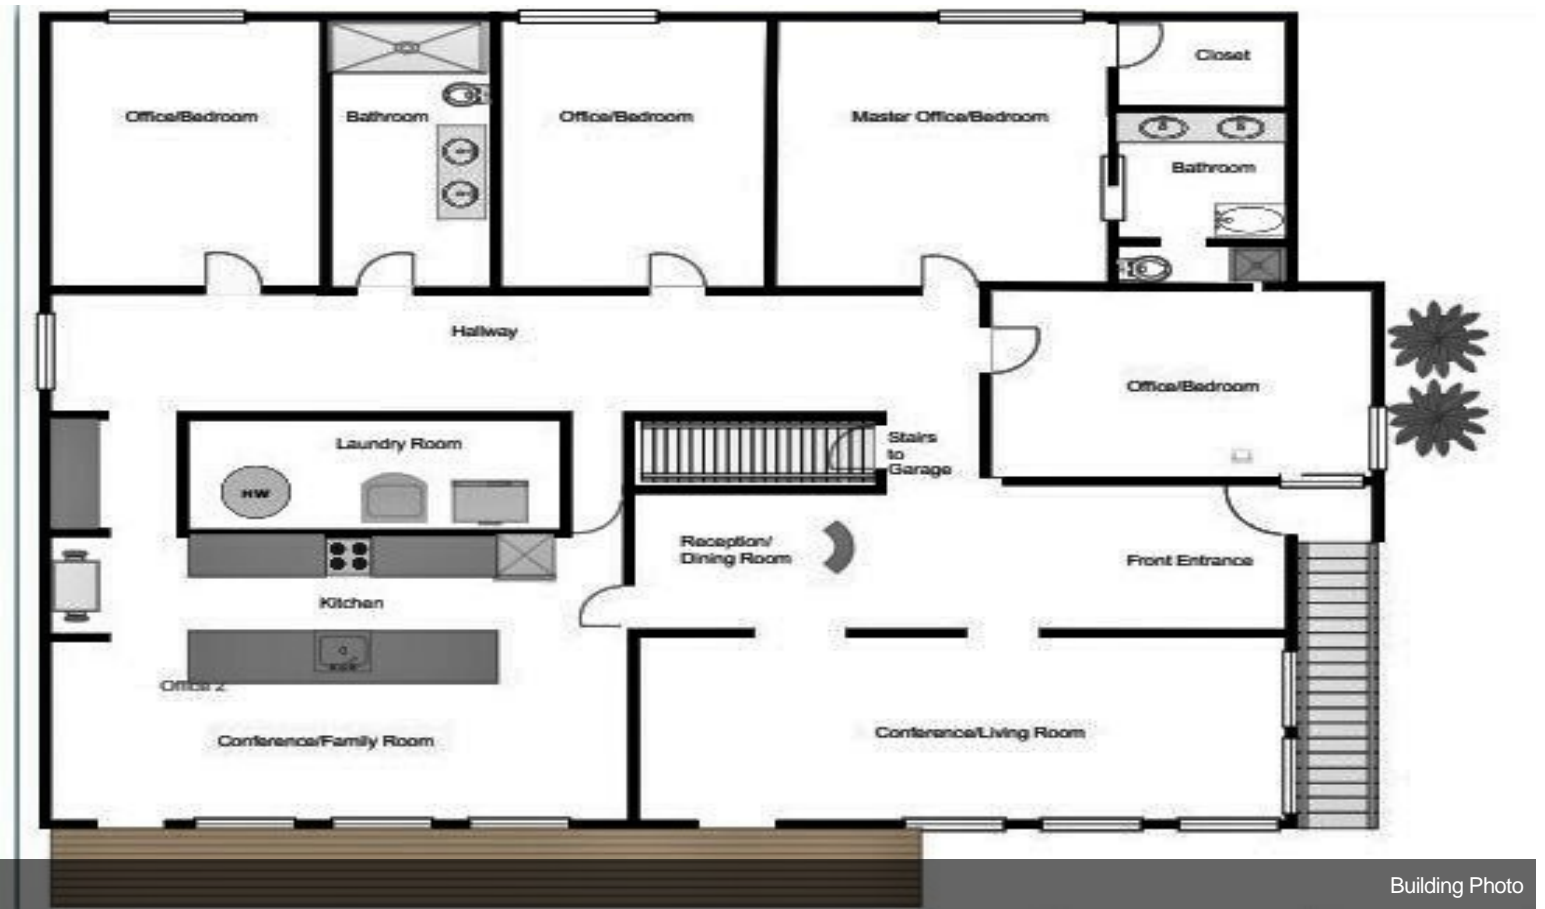 Closet
Office/Bedroom
Bathroom
Office/Bedroom
Master Office/Bedroom
Bathroom
Hallway
Office/Bedroom
Laundry Room
Stairs
to
Garage
HW
Reception/
Dining Room
Front Entrance
Kitchen
Office 2
Conference/Family Room
Conference/Living Room
Building Photo